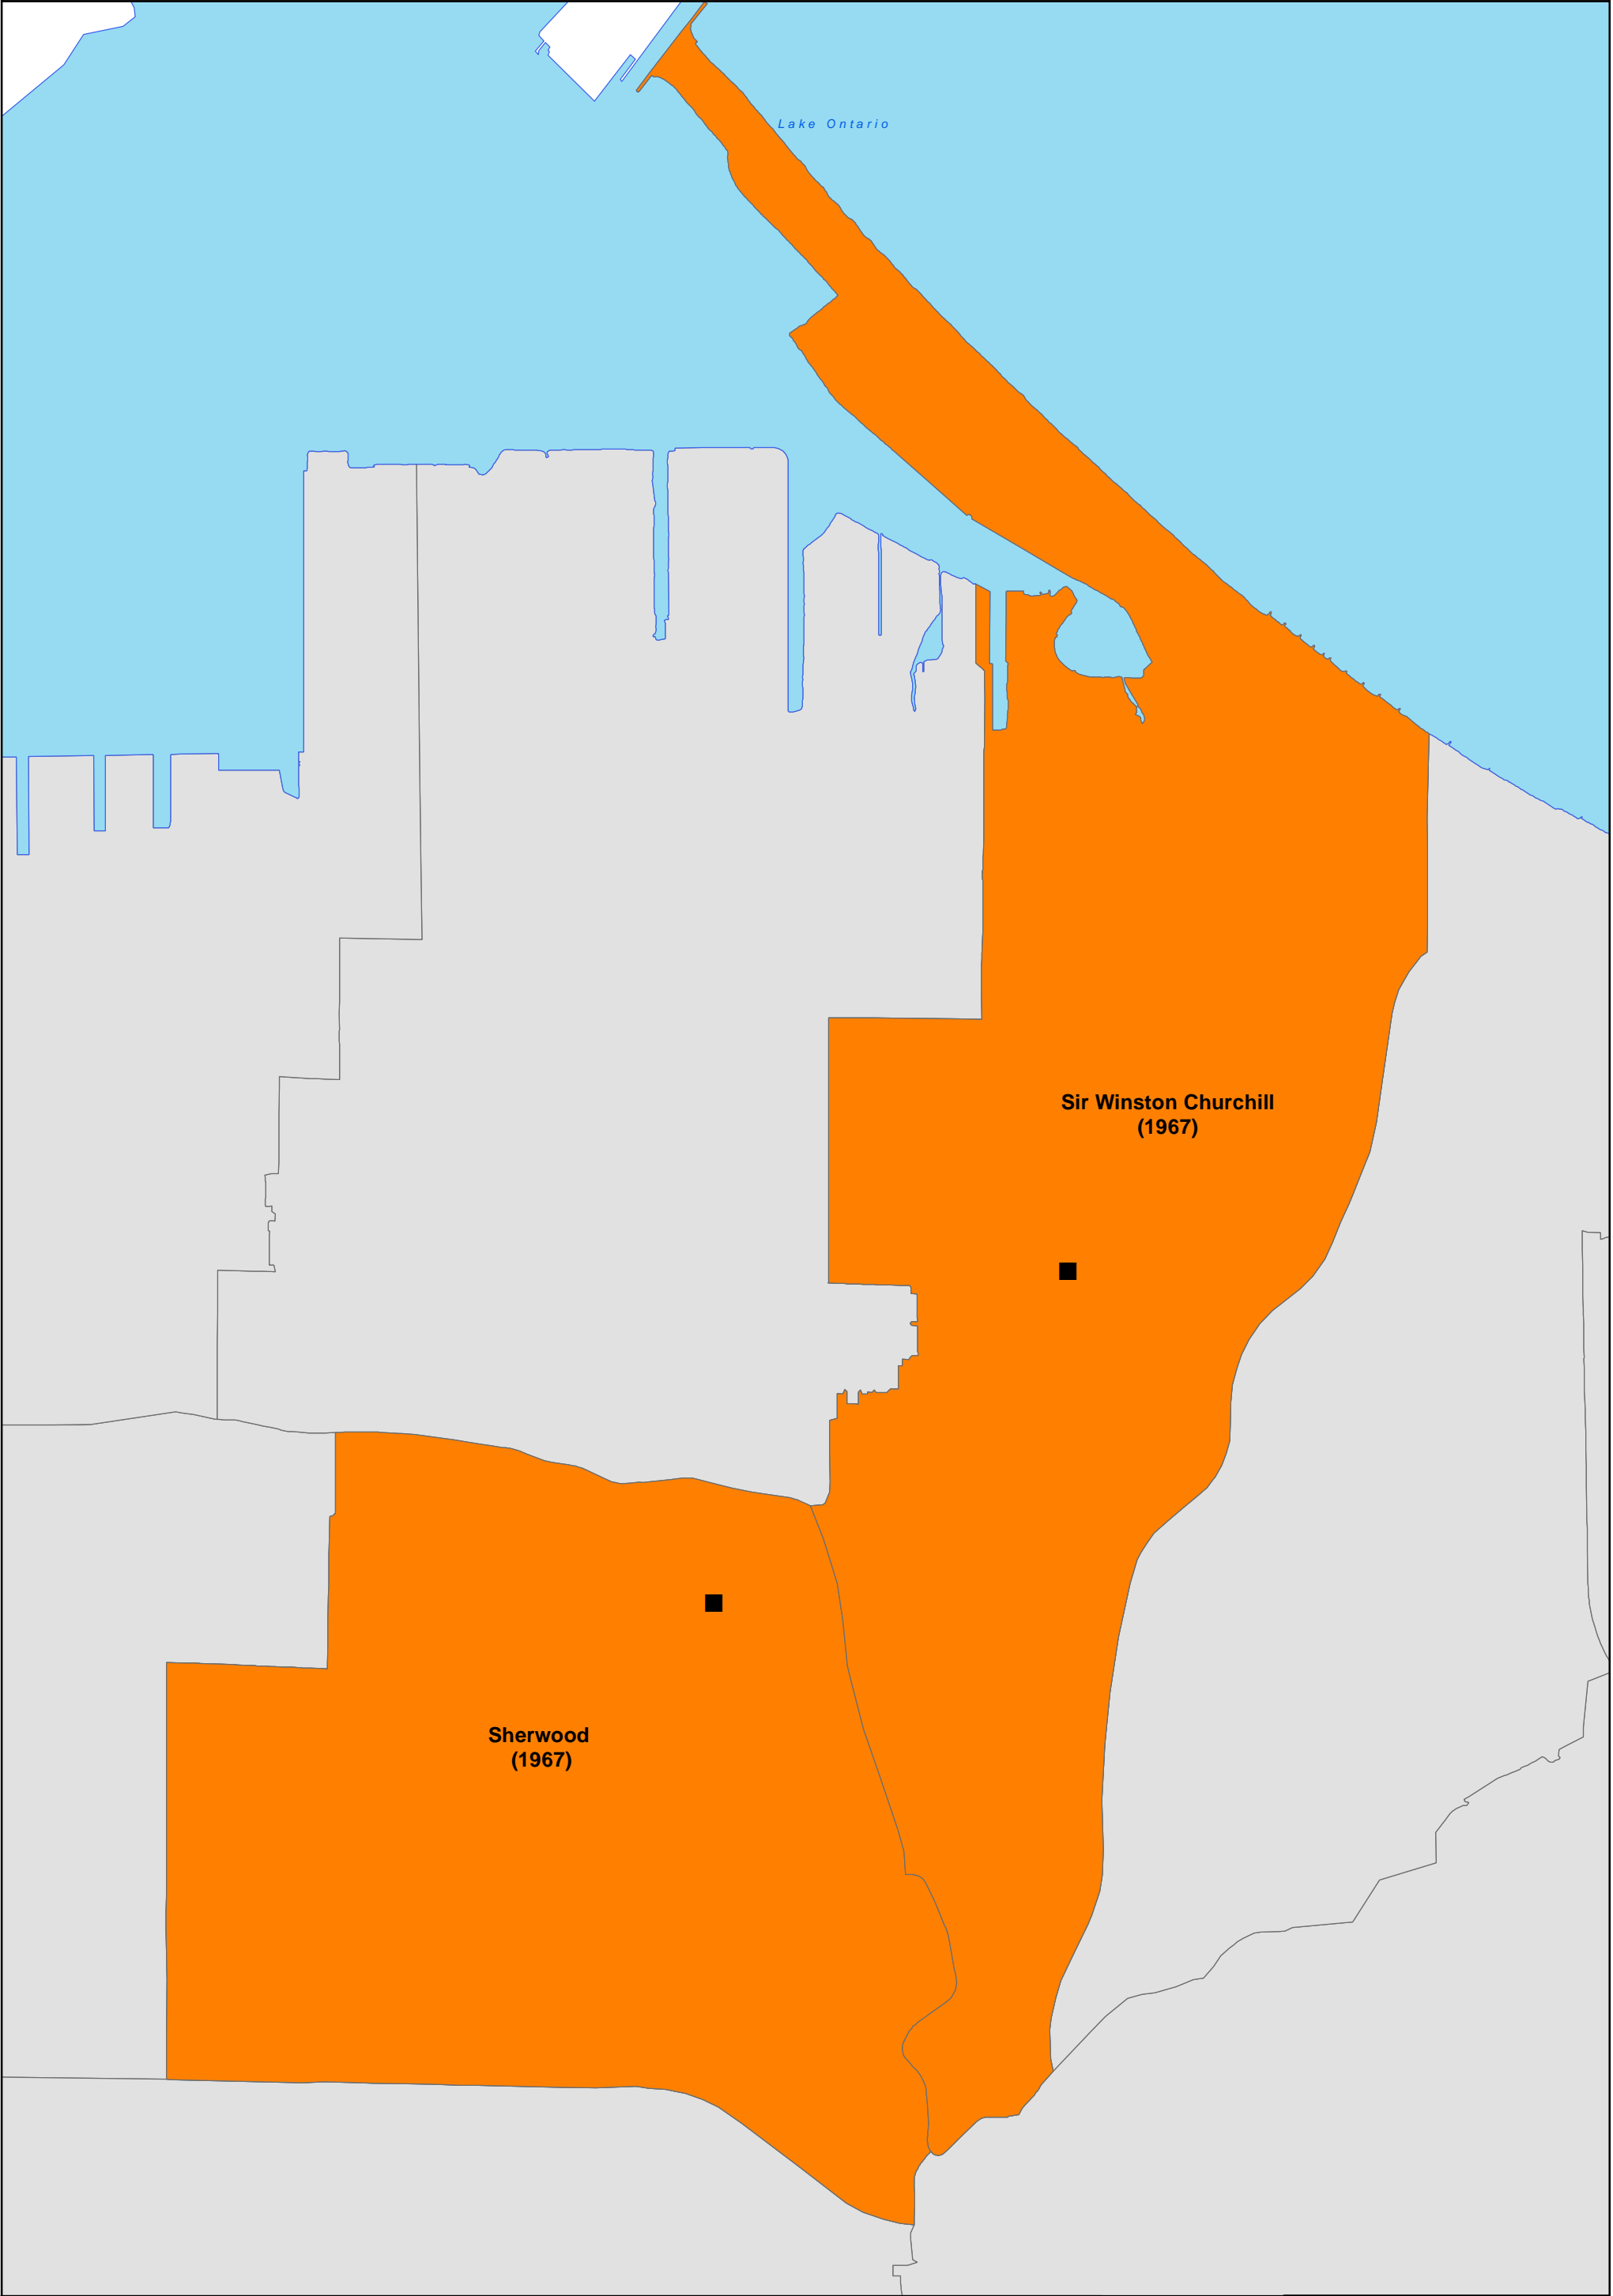 Lake Ontario
Sir Winston Churchill
(1967)
Sherwood
(1967)